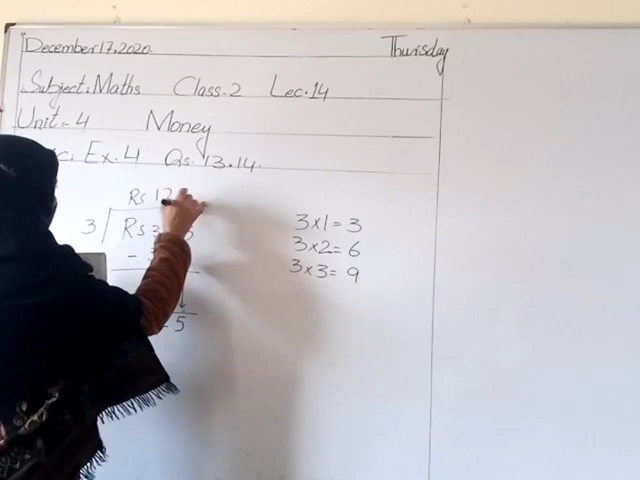 December 17, 2020 Thursday
Subject: Maths Class-2 Lec.14
Unit:-4 Money
Ex.4 Qs. 13.14.
Rs 12
3 Rs 3
-
5
3x1=3
3x2=6
3x3=9